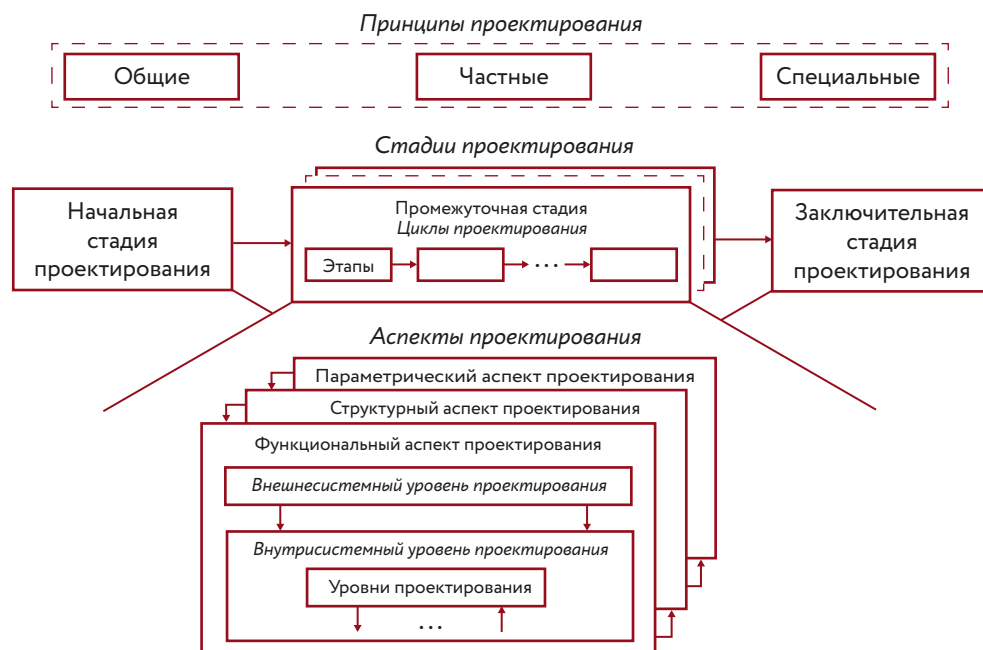 Принципы проектирования
Общие
Частные
Специальные
Стадии проектирования
Начальная
стадия
проектирования
Промежуточная стадия
Циклы проектирования
Этапы
...
Заключительная
стадия
проектирования
Аспекты проектирования
Параметрический аспект проектирования
Структурный аспект проектирования
Функциональный аспект проектирования
Внешнесистемный уровень проектирования
Внутрисистемный уровень проектирования
Уровни проектирования
...